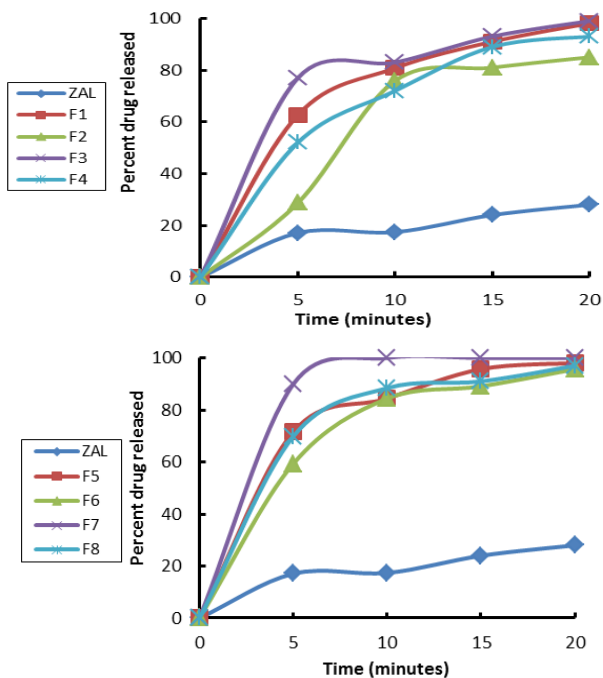 Percent drug released
100
80
60
40
20
0
0 5 10 15 20
Time (minutes)
ZAL
F1
F2
F3
F4
Percent drug released
100
80
60
40
20
0
0 5 10 15 20
Time (minutes)
ZAL
F5
F6
F7
F8